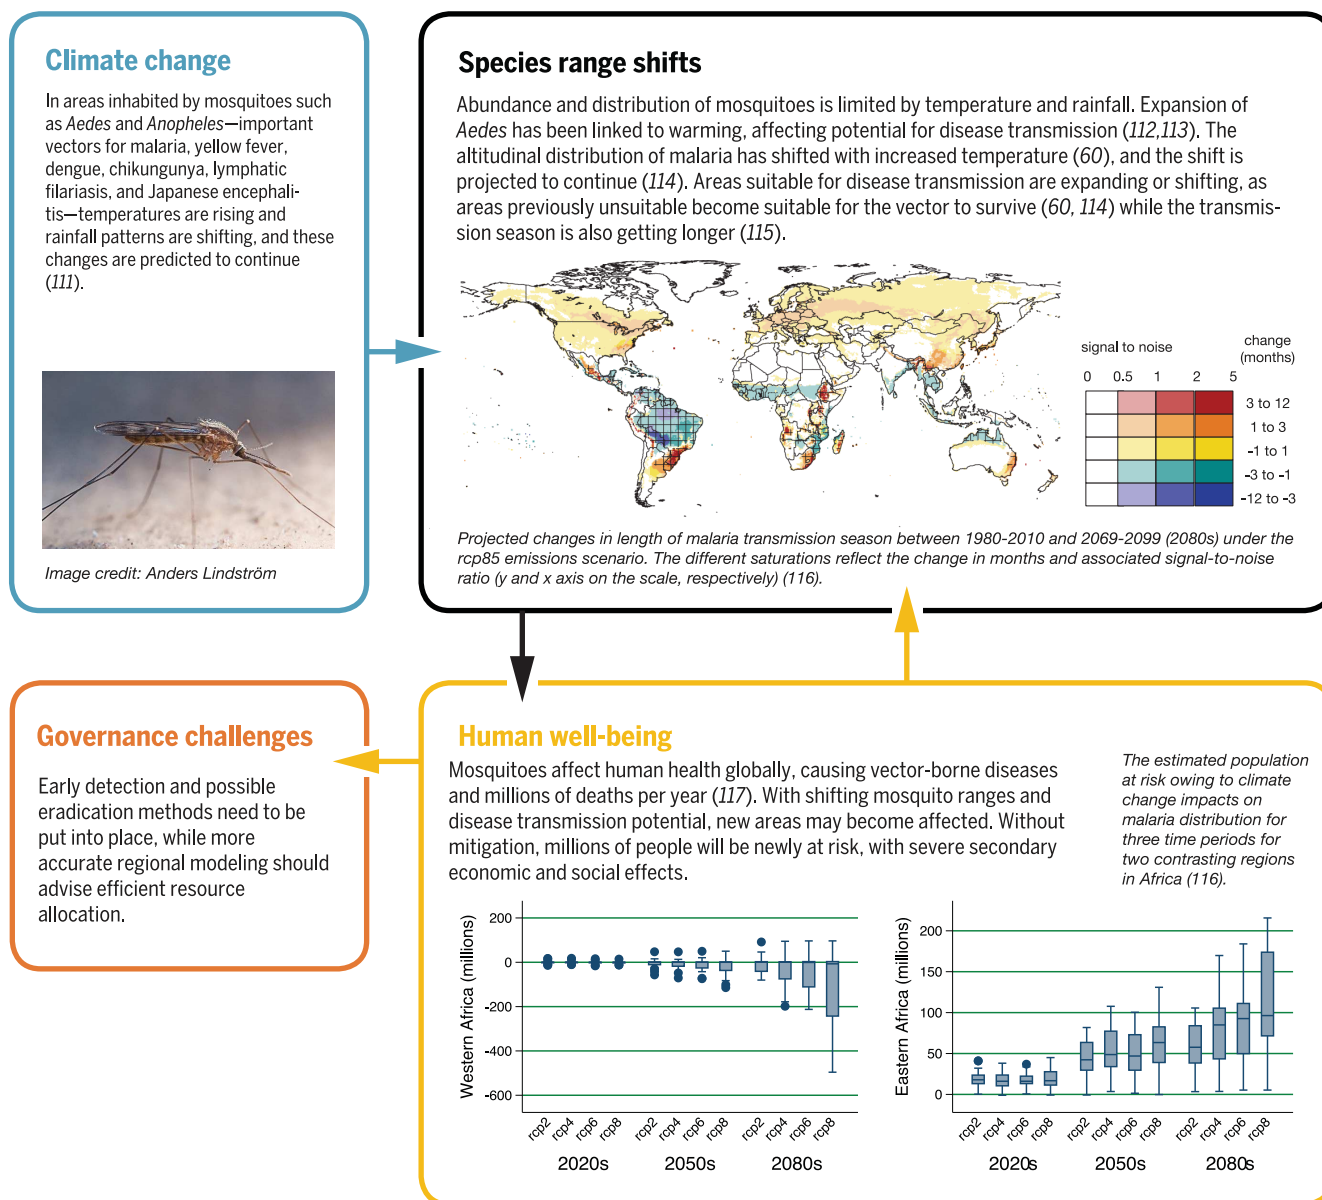 Climate change
In areas inhabited by mosquitoes such
as Aedes and Anopheles—important
vectors for malaria, yellow fever,
dengue, chikungunya, lymphatic
filariasis, and Japanese encephali-
tis—temperatures are rising and
rainfall patterns are shifting, and these
changes are predicted to continue
(111).
Image credit: Anders Lindström
Species range shifts
Abundance and distribution of mosquitoes is limited by temperature and rainfall. Expansion of
Aedes has been linked to warming, affecting potential for disease transmission (112,113). The
altitudinal distribution of malaria has shifted with increased temperature (60), and the shift is
projected to continue (114). Areas suitable for disease transmission are expanding or shifting, as
areas previously unsuitable become suitable for the vector to survive (60, 114) while the transmis-
sion season is also getting longer (115).
signal to noise
change
(months)
0 0.5 1 2 5
3 to 12
1 to 3
-1 to 1
-3 to -1
-12 to -3
Projected changes in length of malaria transmission season between 1980-2010 and 2069-2099 (2080s) under the
rcp85 emissions scenario. The different saturations reflect the change in months and associated signal-to-noise
ratio (y and x axis on the scale, respectively) (116).
Governance challenges
Early detection and possible
eradication methods need to be
put into place, while more
accurate regional modeling should
advise efficient resource
allocation.
Human well-being
Mosquitoes affect human health globally, causing vector-borne diseases
and millions of deaths per year (117). With shifting mosquito ranges and
disease transmission potential, new areas may become affected. Without
mitigation, millions of people will be newly at risk, with severe secondary
economic and social effects.
The estimated population
at risk owing to climate
change impacts on
malaria distribution for
three time periods for
two contrasting regions
in Africa (116).
Western Africa (millions)
200
0
-200
-400
-600
rcp2 rcp4 rcp6 rcp8 rcp2 rcp4 rcp6 rcp8 rcp2 rcp4 rcp6 rcp8
2020s 2050s 2080s
Eastern Africa (millions)
200
150
100
50
0
rcp2 rcp4 rcp6 rcp8 rcp2 rcp4 rcp6 rcp8 rcp2 rcp4 rcp6 rcp8
2020s 2050s 2080s